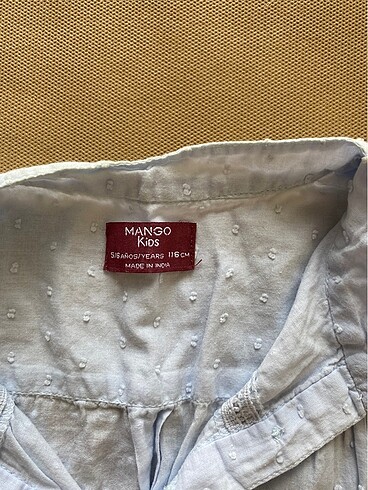 MANGO
Kids
5/6 AÑOS/YEARS 116 CM
MADE IN INDIA